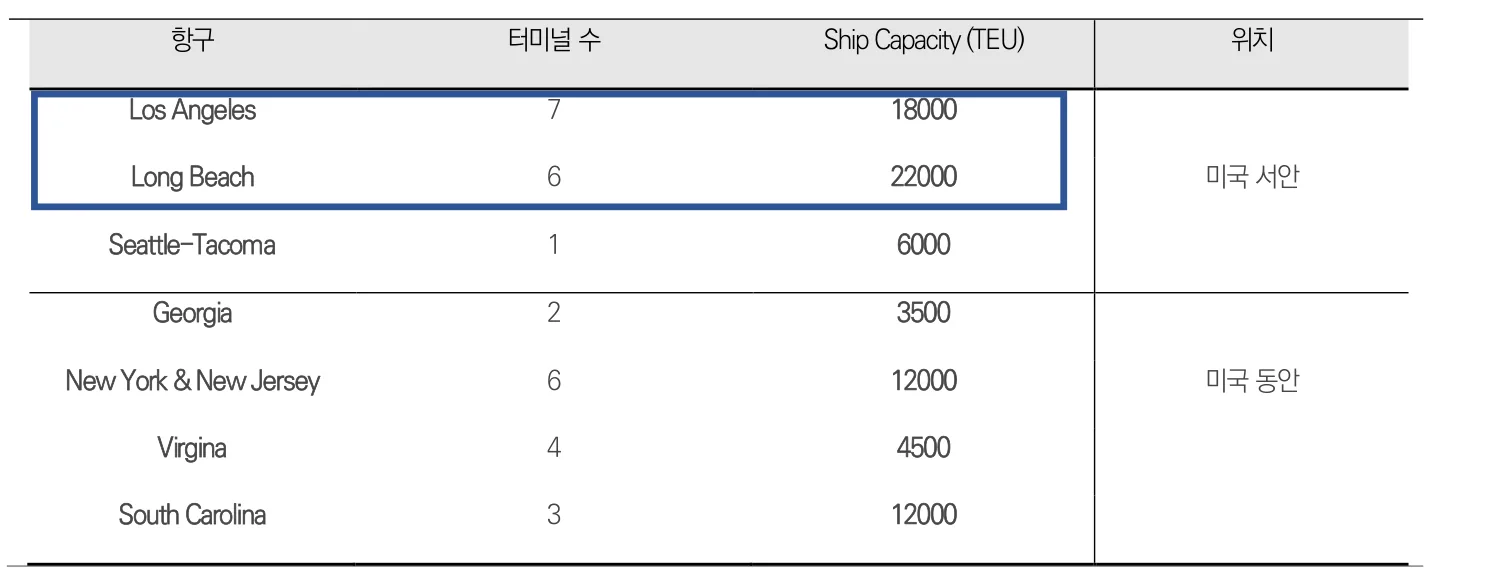 항구 터미널 수 Ship Capacity (TEU) 위치
Los Angeles 7 18000
Long Beach 6 22000 미국 서안
Seattle-Tacoma 1 6000
Georgia 2 3500
New York & New Jersey 6 12000 미국 동안
Virgina 4 4500
South Carolina 3 12000